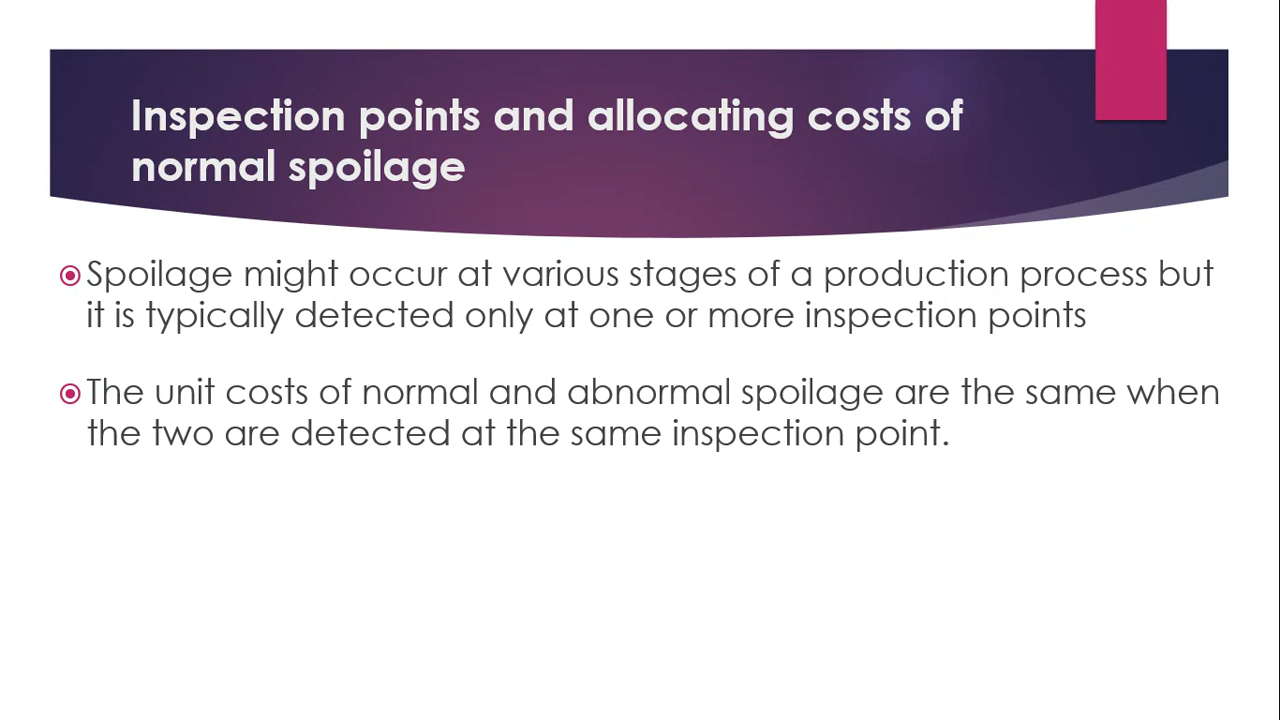 Inspection points and allocating costs of
normal spoilage
Spoilage might occur at various stages of a production process but
it is typically detected only at one or more inspection points
The unit costs of normal and abnormal spoilage are the same when
the two are detected at the same inspection point.